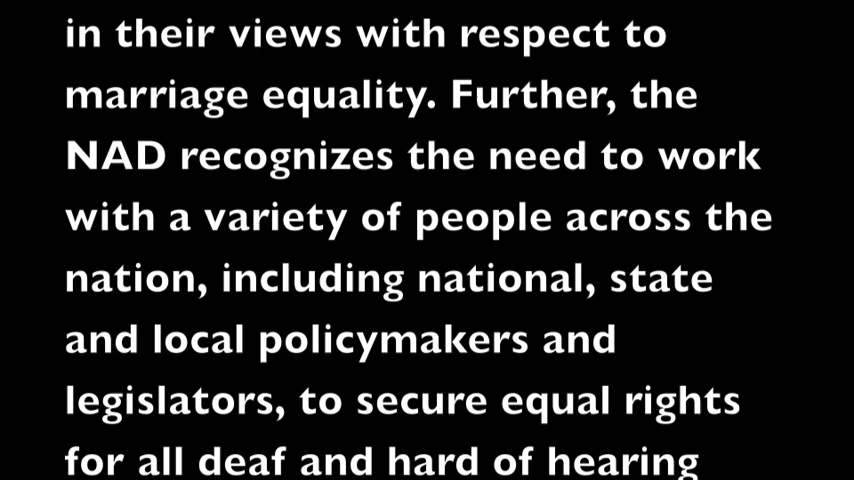 in their views with respect to
marriage equality. Further, the
NAD recognizes the need to work
with a variety of people across the
nation, including national, state
and local policymakers and
legislators, to secure equal rights
for all deaf and hard of hearing